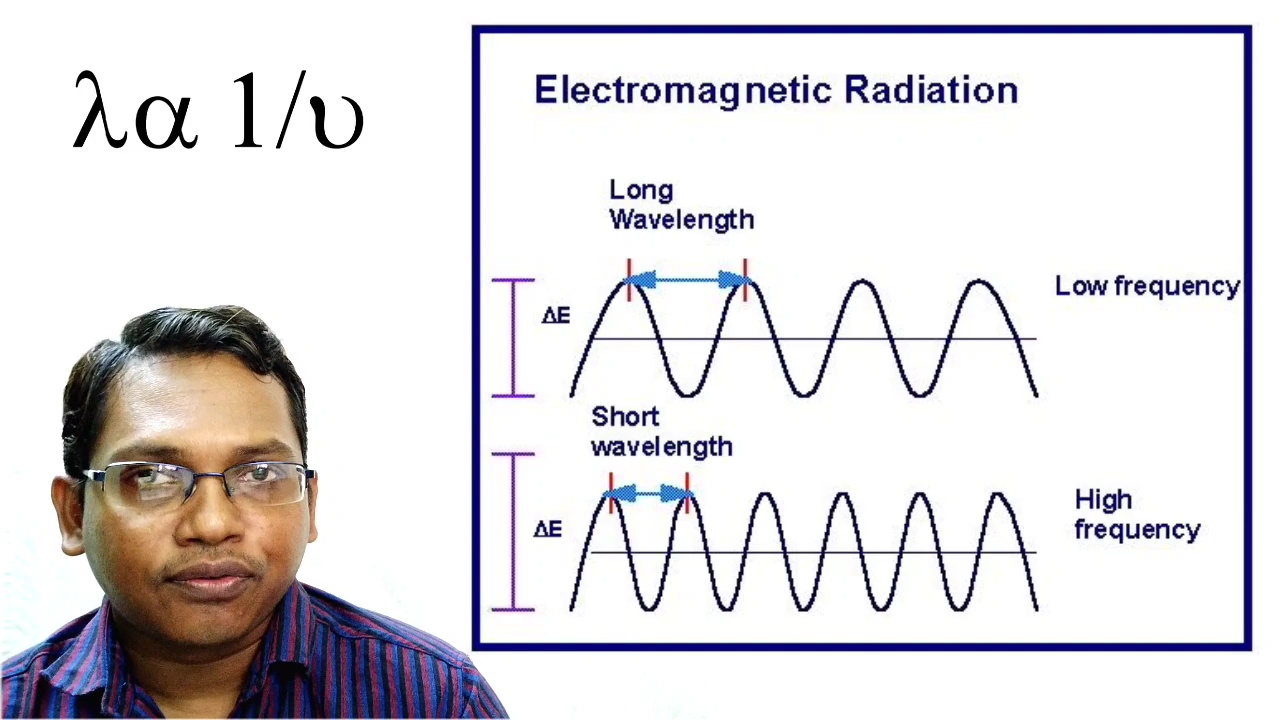 λα 1/υ
Electromagnetic Radiation
Long
Wavelength
Low frequency
ΔE
Short
wavelength
High
frequency
ΔE